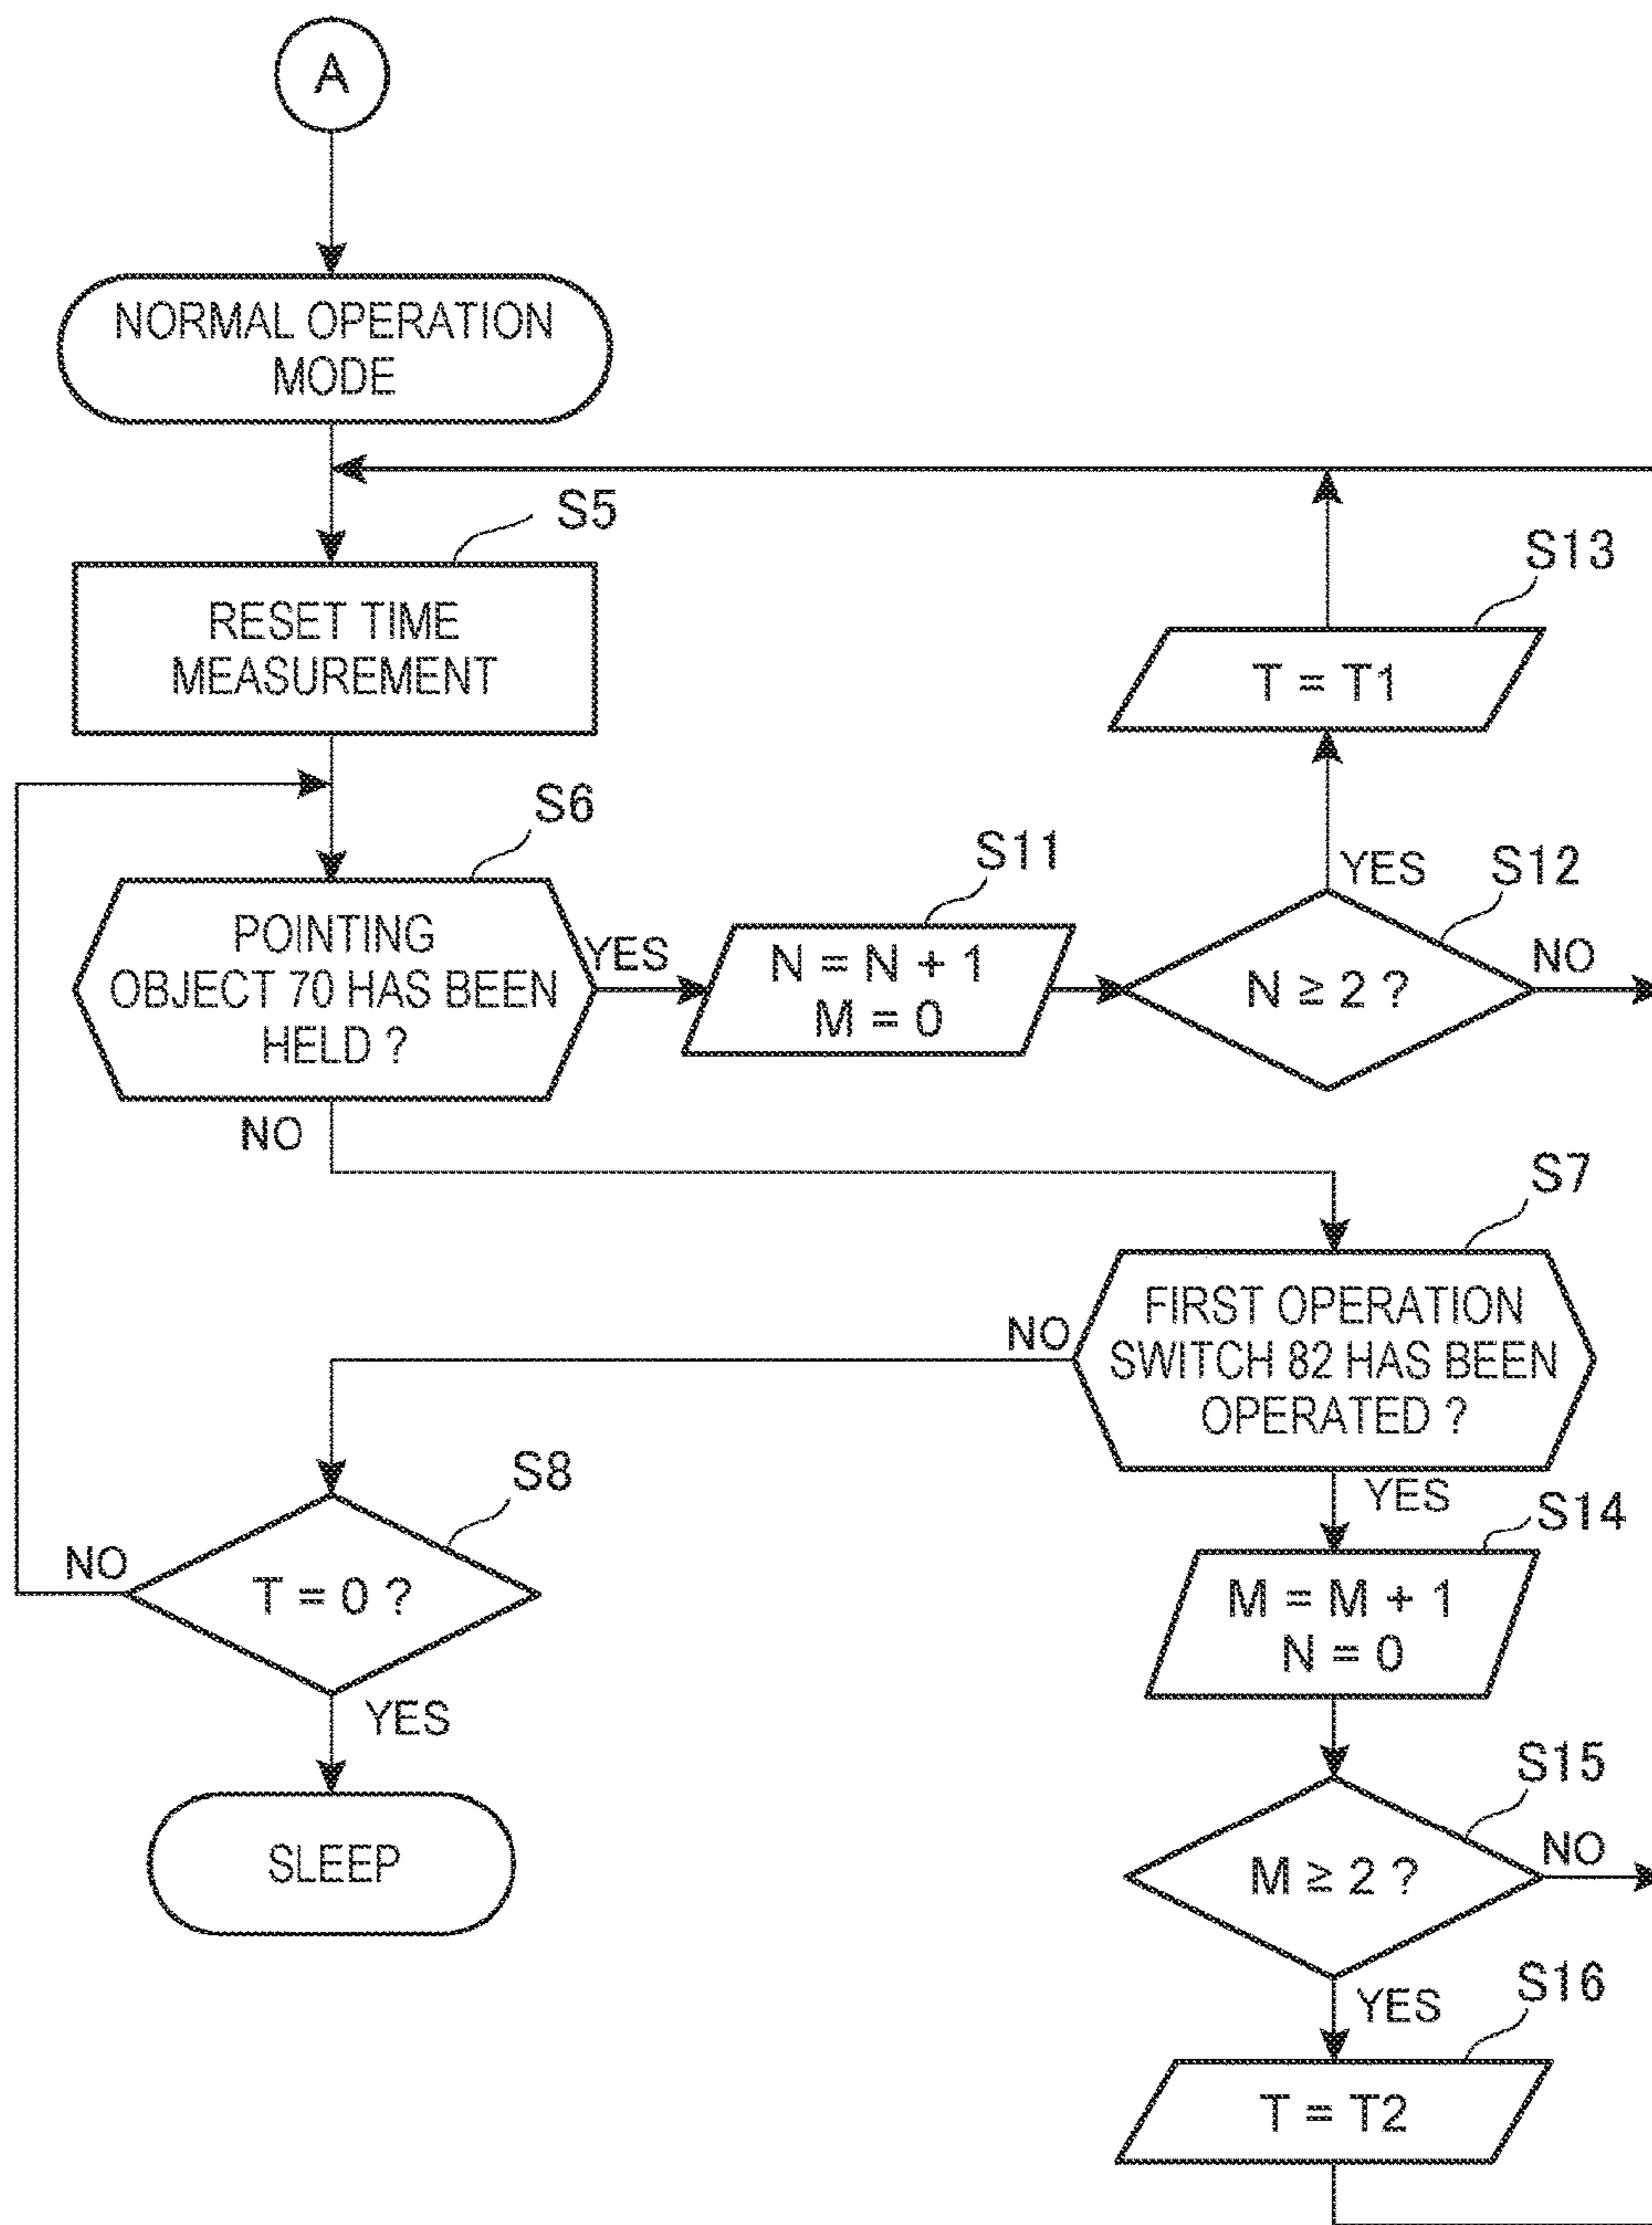 A
NORMAL OPERATION
MODE
S5
RESET TIME
MEASUREMENT
S13
T = T1
S6
POINTING
OBJECT 70 HAS BEEN
HELD ?
YES
NO
S11
N = N + 1
M = 0
YES
S12
N ≥ 2 ?
NO
S7
FIRST OPERATION
SWITCH 82 HAS BEEN
OPERATED ?
NO
YES
S8
T = 0 ?
NO
YES
SLEEP
S14
M = M + 1
N = 0
S15
M ≥ 2 ?
NO
YES
S16
T = T2